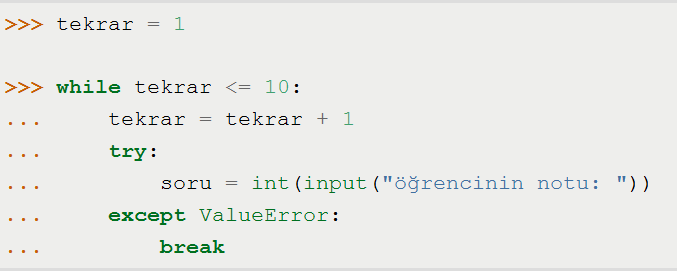 >>> tekrar = 1
>>> while tekrar <= 10:
...     tekrar = tekrar + 1
...     try:
...         soru = int(input("öğrencinin notu: "))
...     except ValueError:
...         break